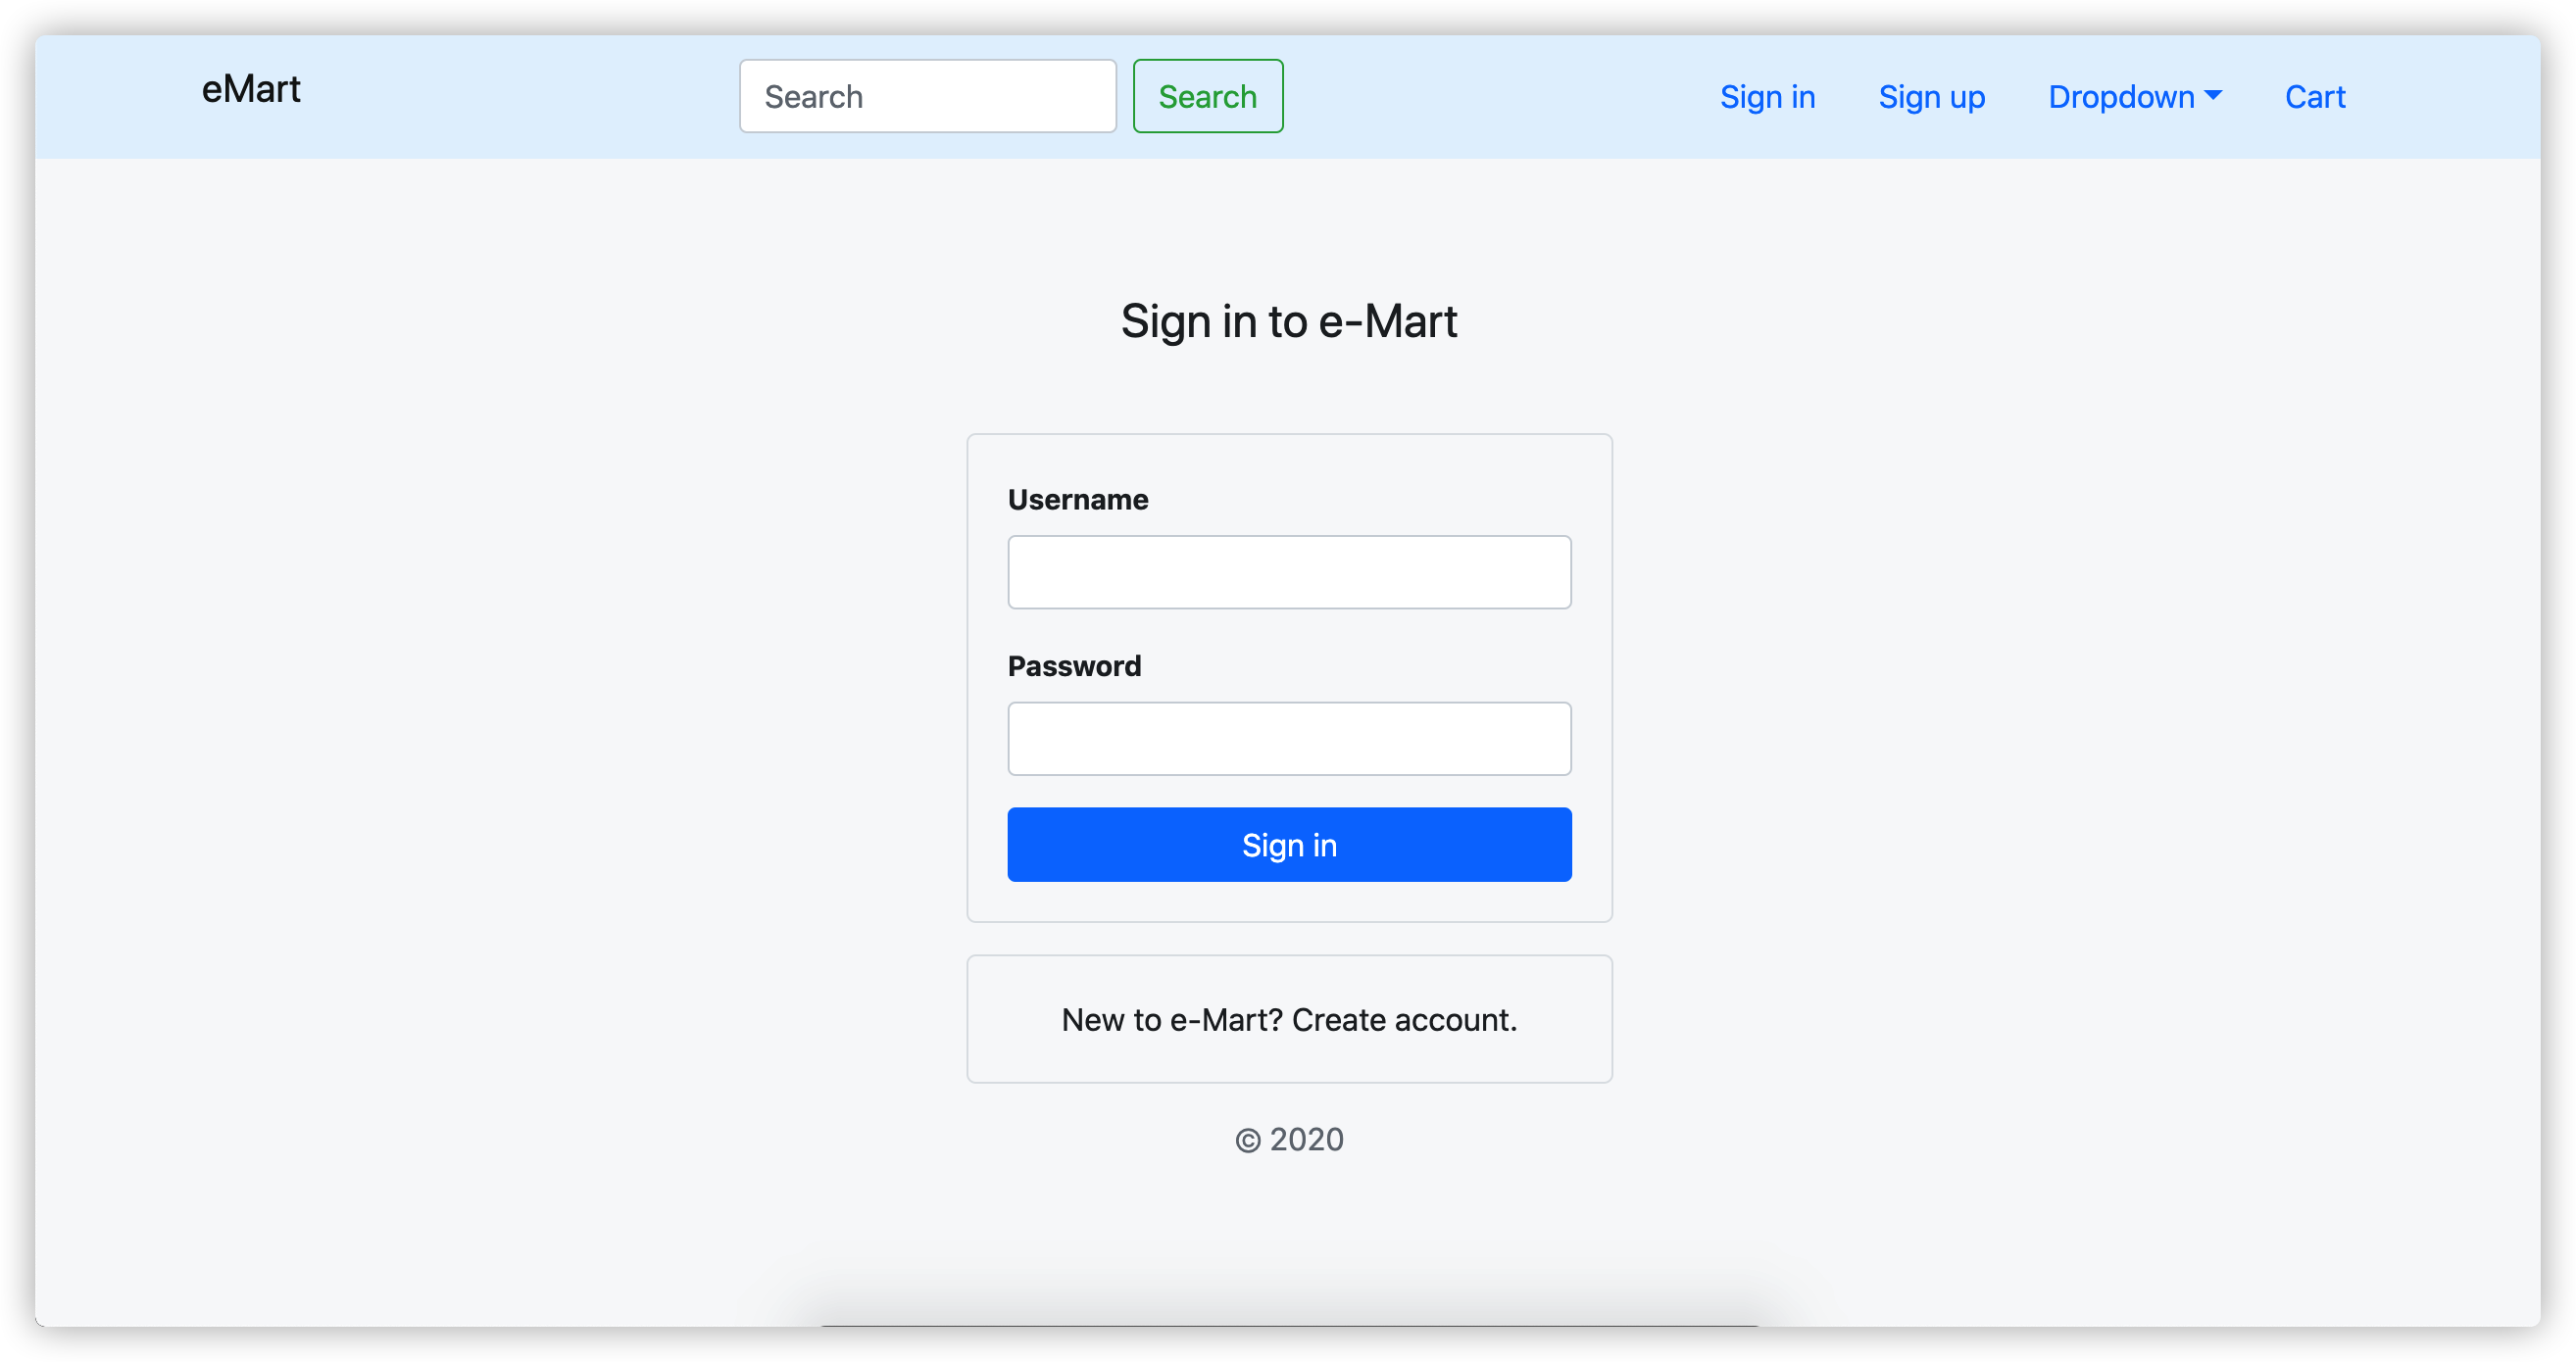 eMart Search Search Sign in Sign up Dropdown Cart
Sign in to e-Mart
Username
Password
Sign in
New to e-Mart? Create account.
© 2020